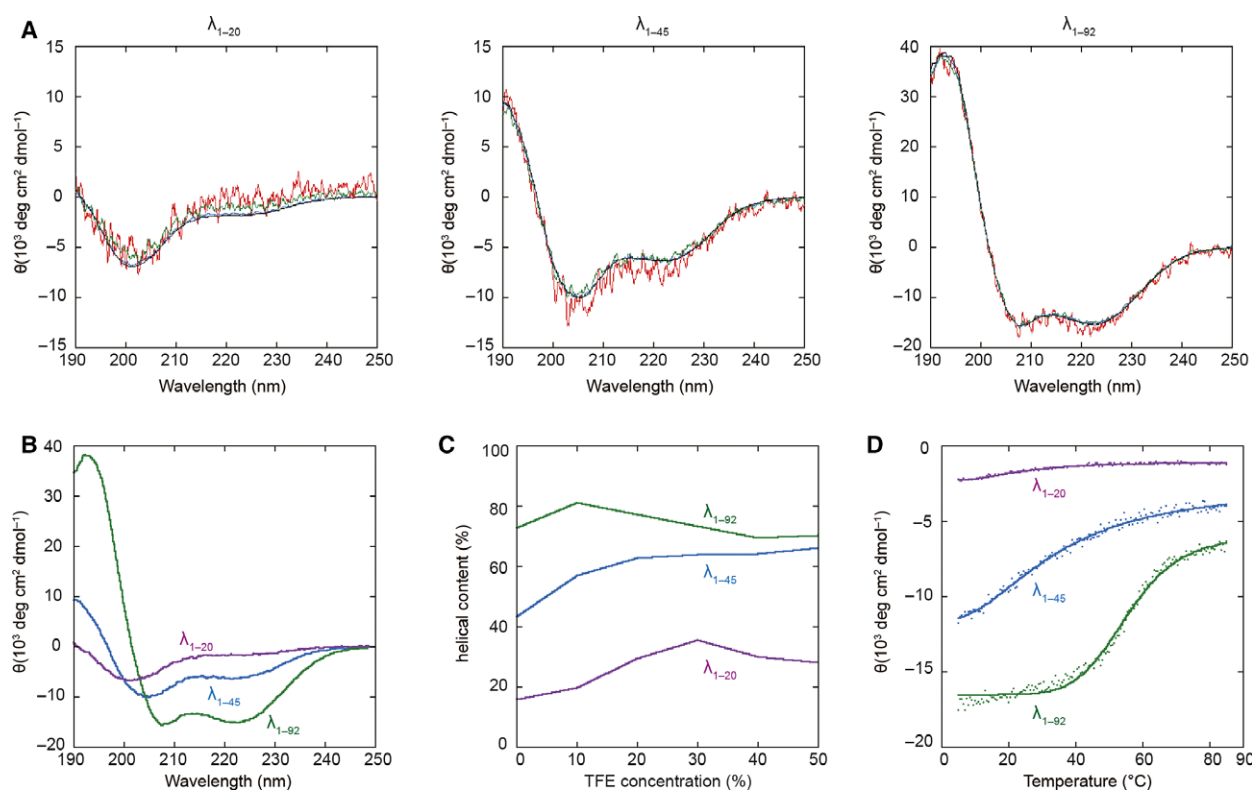 A
λ1–20
λ1–45
λ1–92
θ(10³ deg cm² dmol⁻¹)
15
10
5
0
–5
–10
–15
190 200 210 220 230 240 250
Wavelength (nm)
θ(10³ deg cm² dmol⁻¹)
15
10
5
0
–5
–10
–15
190 200 210 220 230 240 250
Wavelength (nm)
θ(10³ deg cm² dmol⁻¹)
40
30
20
10
0
–10
–20
190 200 210 220 230 240 250
Wavelength (nm)
B
θ(10³ deg cm² dmol⁻¹)
40
30
20
10
0
–10
–20
λ1–20
λ1–45
λ1–92
190 200 210 220 230 240 250
Wavelength (nm)
C
helical content (%)
100
80
60
40
20
0
λ1–92
λ1–45
λ1–20
0 10 20 30 40 50
TFE concentration (%)
D
θ(10³ deg cm² dmol⁻¹)
0
–5
–10
–15
–20
λ1–20
λ1–45
λ1–92
0 20 40 60 80 90
Temperature (°C)